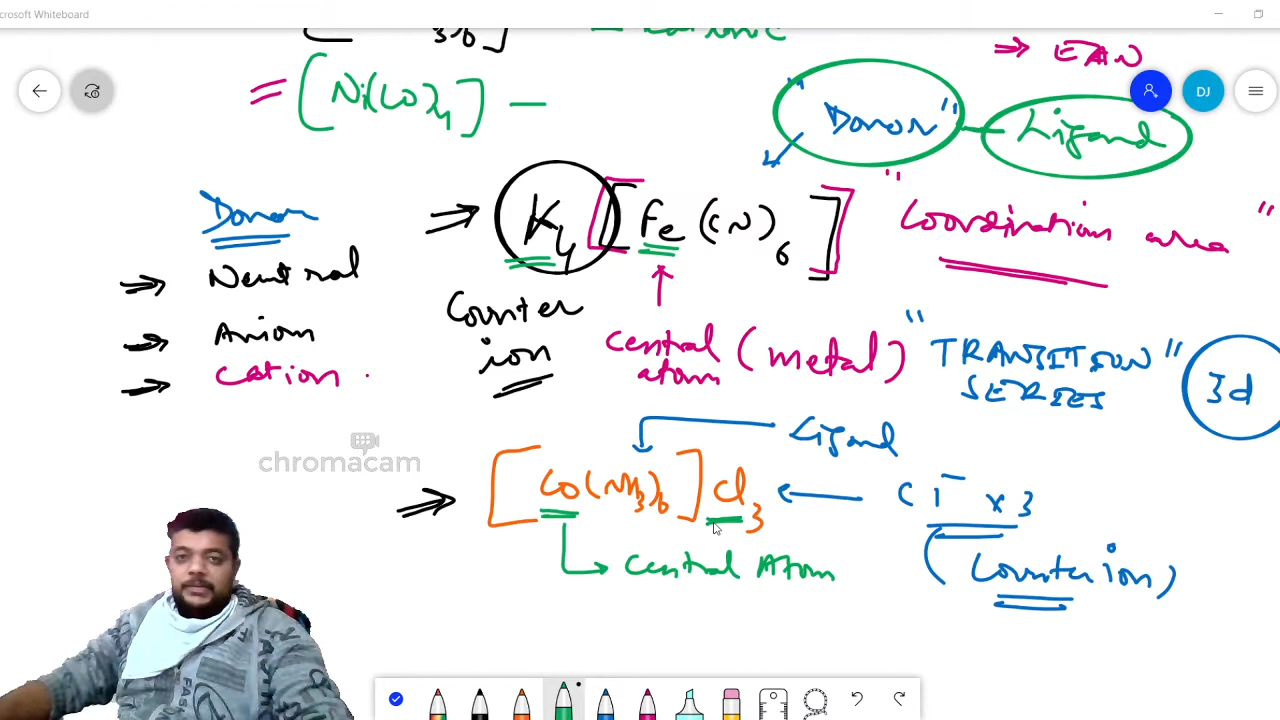 crosoft Whiteboard
⇒ EAN
= [Ni(CO)4] —
"Donor" — Ligand
DJ
Donor
⇒ K4 [Fe(CN)6] "Coordination area"
⇒ Neutral
⇒ Anion
⇒ Cation
Counter
ion
central
atom (metal)
"TRANSITION"
SERIES
3d
Ligand
chromacam
⇒ [Co(NH3)6]Cl3 ← Cl⁻ x 3
Central Atom
(Counter ion)